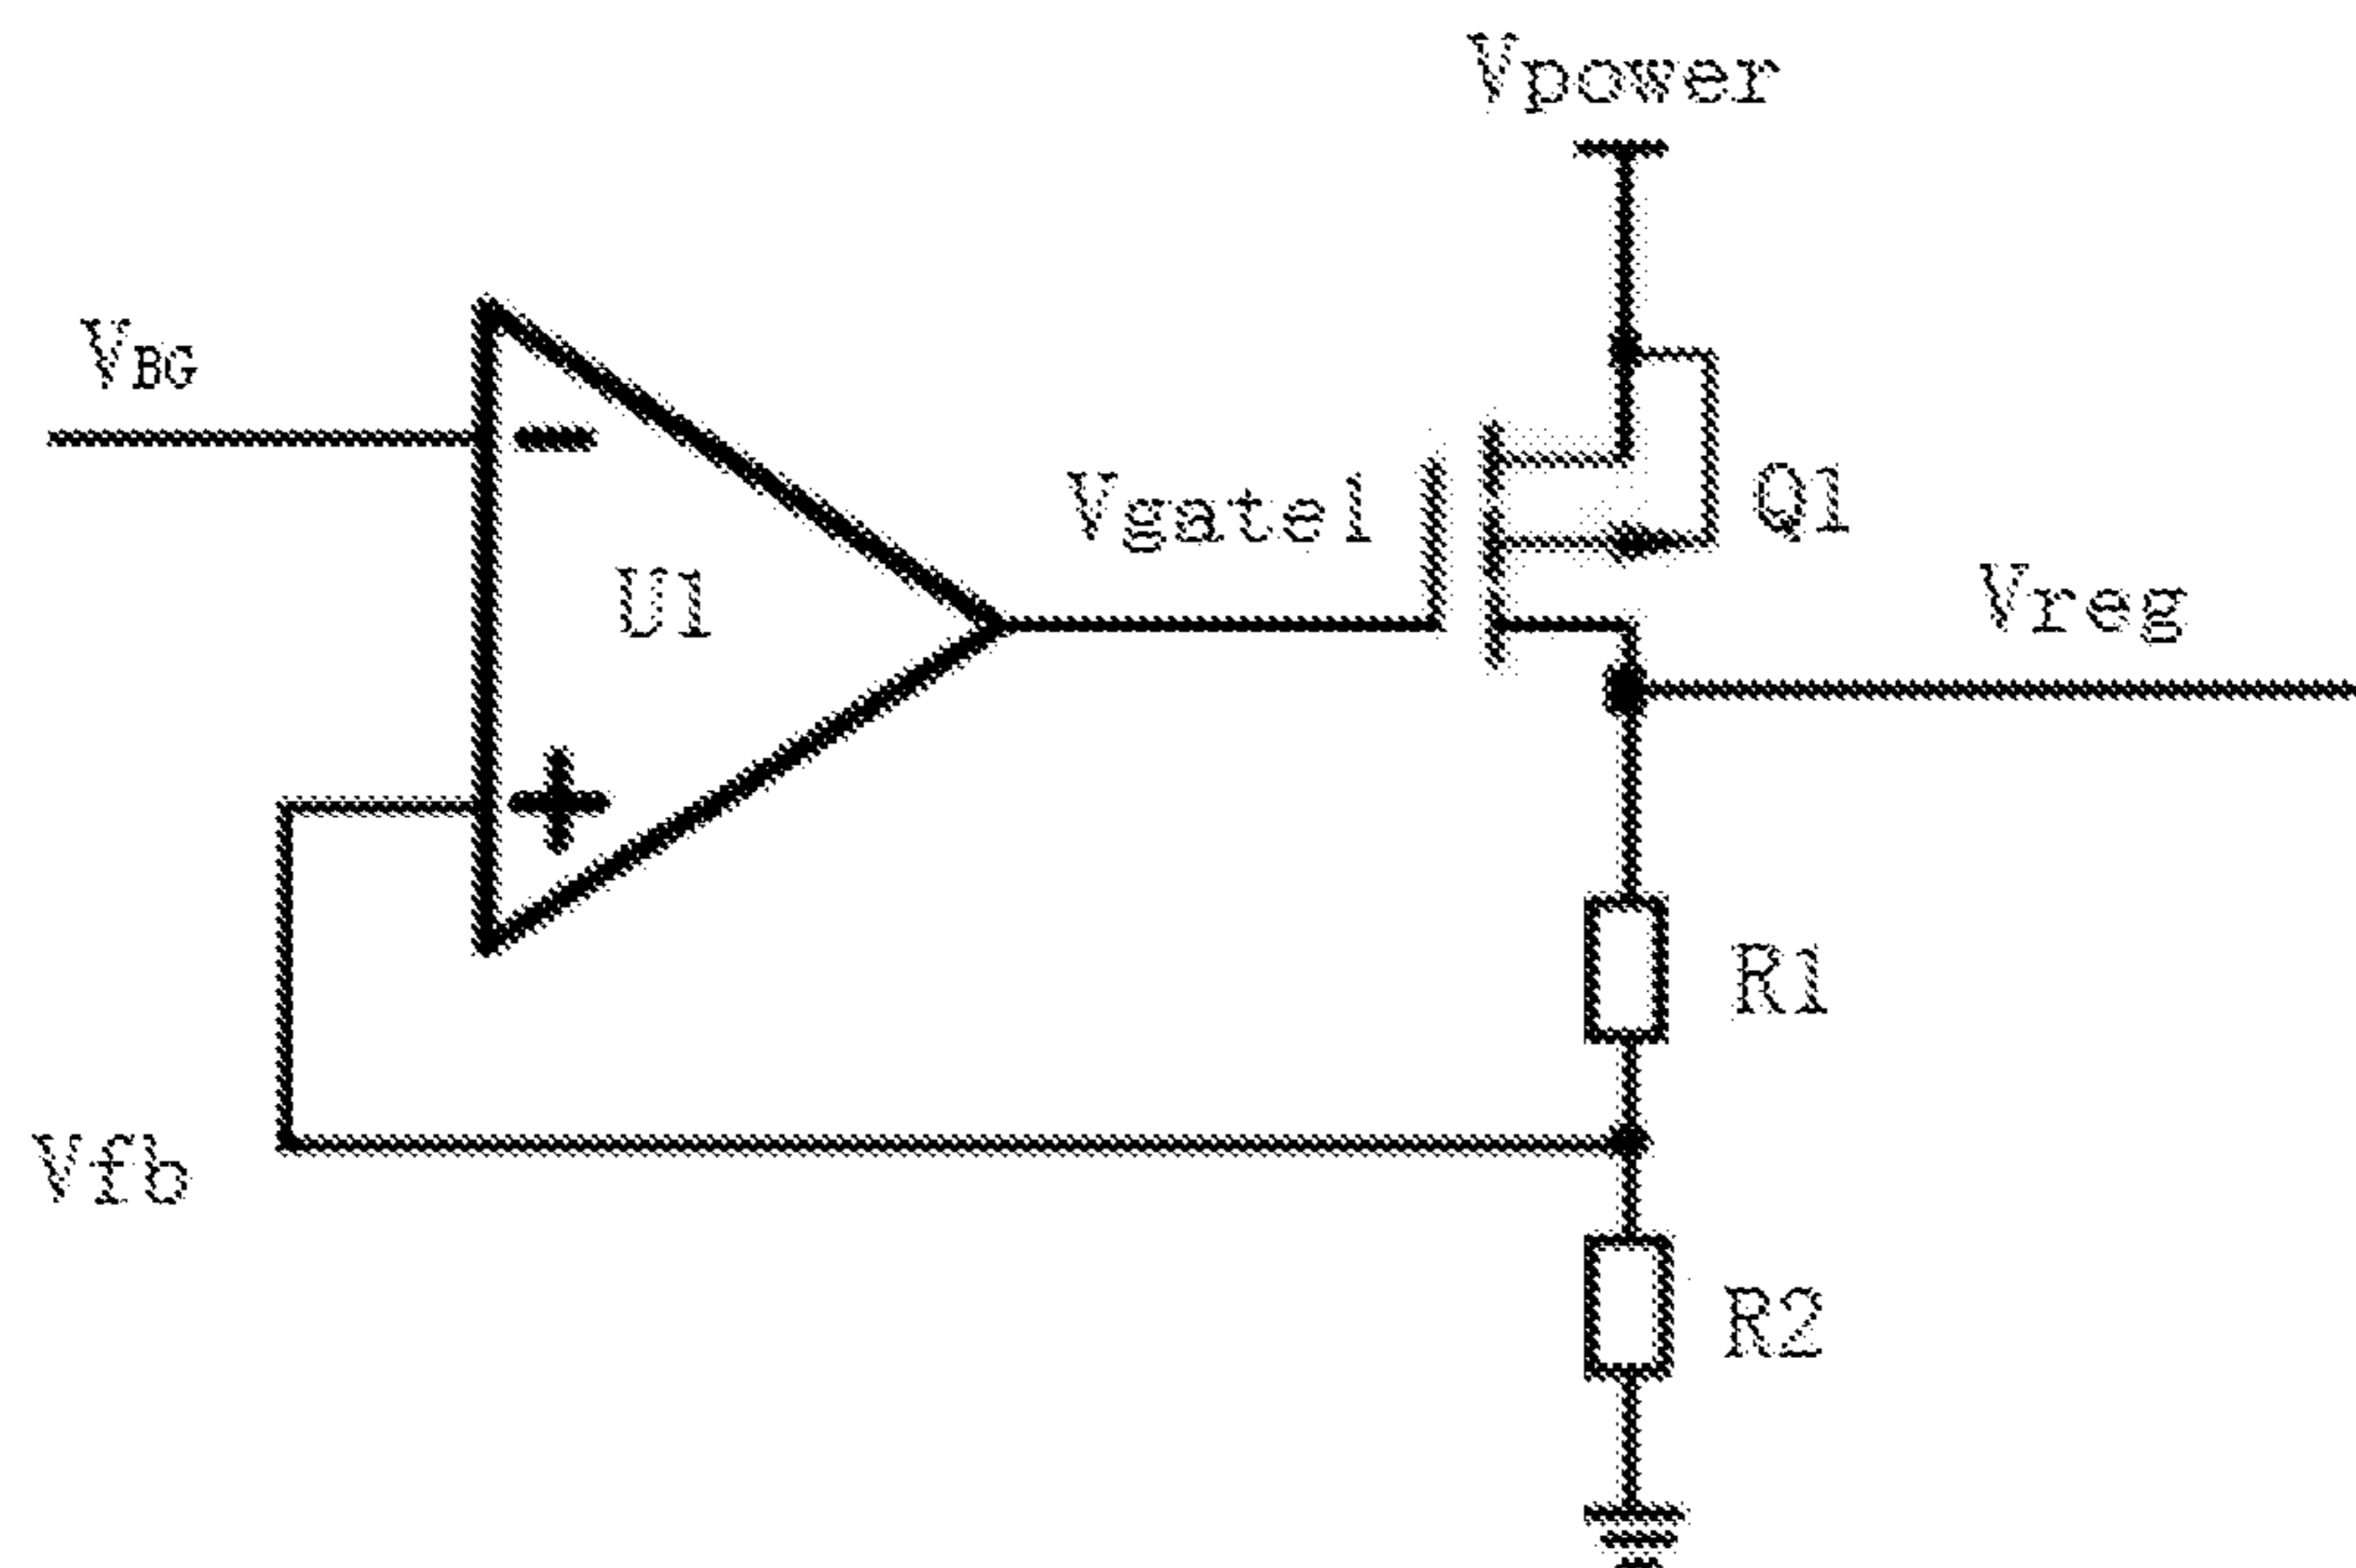 Vpower
VBG
-
Vgate1
Q1
U1
Vreg
+
R1
Vfb
R2